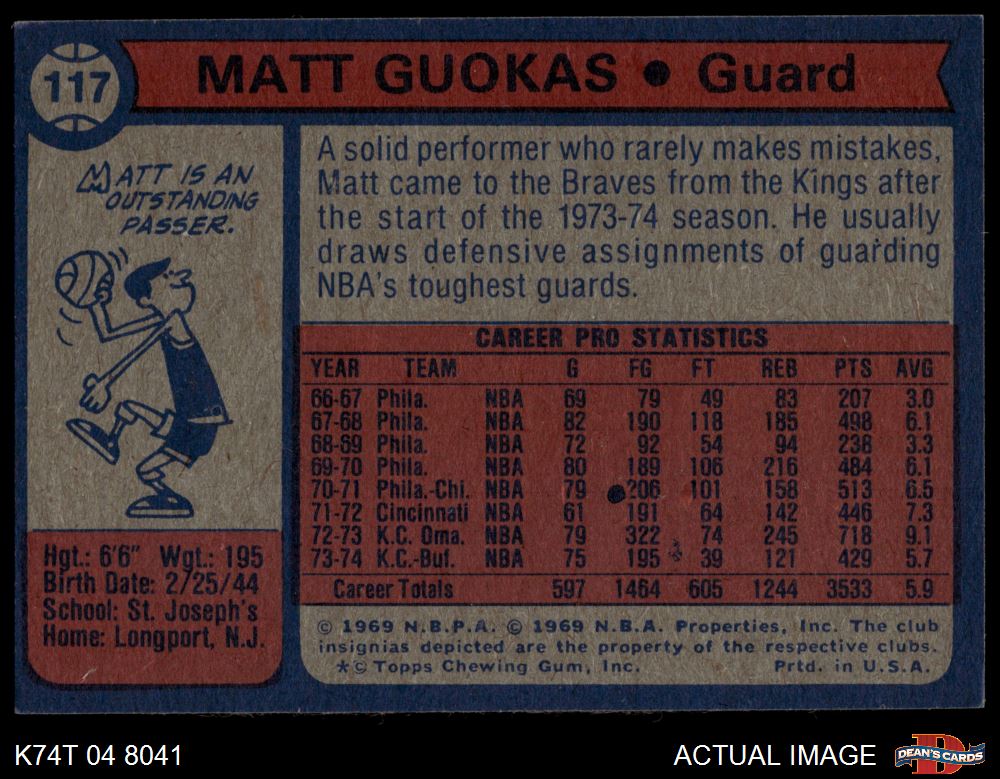 117
MATT GUOKAS • Guard
MATT IS AN
OUTSTANDING
PASSER.
A solid performer who rarely makes mistakes,
Matt came to the Braves from the Kings after
the start of the 1973-74 season. He usually
draws defensive assignments of guarding
NBA's toughest guards.
CAREER PRO STATISTICS
YEAR TEAM G FG FT REB PTS AVG
66-67 Phila. NBA 69 79 49 83 207 3.0
67-68 Phila. NBA 82 190 118 185 498 6.1
68-69 Phila. NBA 72 92 54 94 238 3.3
69-70 Phila. NBA 80 189 106 216 484 6.1
70-71 Phila.-Chi. NBA 79 206 101 158 513 6.5
71-72 Cincinnati NBA 61 191 64 142 446 7.3
72-73 K.C. Oma. NBA 79 322 74 245 718 9.1
73-74 K.C.-Buf. NBA 75 195 39 121 429 5.7
Career Totals 597 1464 605 1244 3533 5.9
Hgt.: 6'6" Wgt.: 195
Birth Date: 2/25/44
School: St. Joseph's
Home: Longport, N.J.
© 1969 N.B.P.A. © 1969 N.B.A. Properties, Inc. The club
insignias depicted are the property of the respective clubs.
*© Topps Chewing Gum, Inc. Prtd. in U.S.A.
K74T 04 8041
ACTUAL IMAGE
DEAN'S CARDS